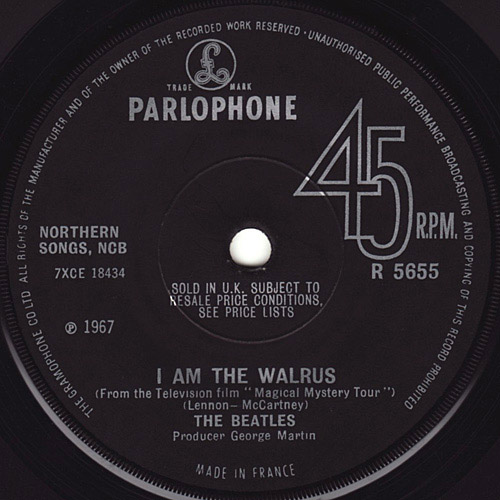 THE GRAMOPHONE CO LTD ALL RIGHTS OF THE MANUFACTURER AND OF THE OWNER OF THE RECORDED WORK RESERVED · UNAUTHORISED PUBLIC PERFORMANCE BROADCASTING AND COPYING OF THIS RECORD PROHIBITED
£
TRADE MARK
PARLOPHONE
45
R.P.M.
NORTHERN
SONGS, NCB
7XCE 18434
R 5655
SOLD IN U.K. SUBJECT TO
RESALE PRICE CONDITIONS,
SEE PRICE LISTS
℗ 1967
I AM THE WALRUS
(From the Television film "Magical Mystery Tour")
(Lennon-McCartney)
THE BEATLES
Producer George Martin
MADE IN FRANCE